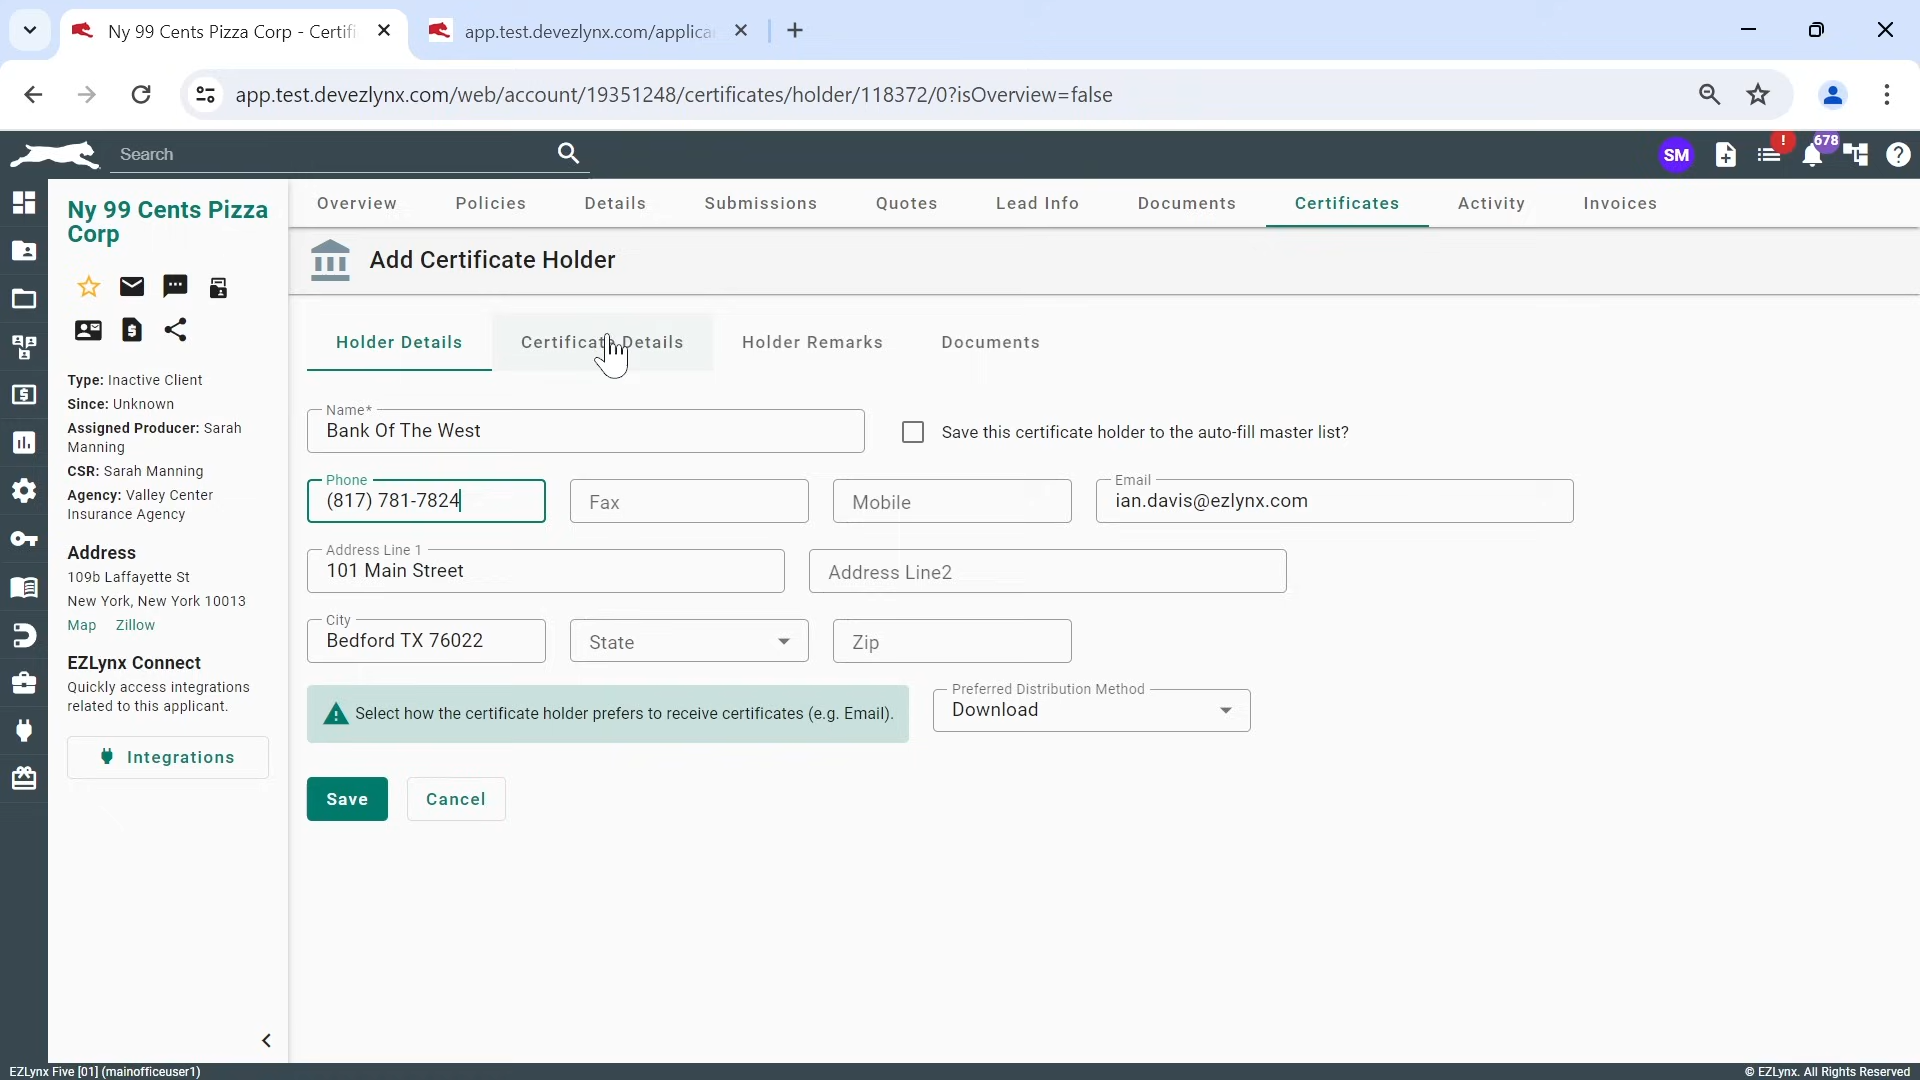 Ny 99 Cents Pizza Corp - Certifi
app.test.devezlynx.com/applica
app.test.devezlynx.com/web/account/19351248/certificates/holder/118372/0?isOverview=false
Search
SM
!
678
Ny 99 Cents Pizza
Corp
Type: Inactive Client
Since: Unknown
Assigned Producer: Sarah
Manning
CSR: Sarah Manning
Agency: Valley Center
Insurance Agency
Address
109b Laffayette St
New York, New York 10013
Map Zillow
EZLynx Connect
Quickly access integrations
related to this applicant.
Integrations
Overview Policies Details Submissions Quotes Lead Info Documents Certificates Activity Invoices
Add Certificate Holder
Holder Details Certificate Details Holder Remarks Documents
Name*
Bank Of The West
Save this certificate holder to the auto-fill master list?
Phone
(817) 781-7824
Fax
Mobile
Email
ian.davis@ezlynx.com
Address Line 1
101 Main Street
Address Line2
City
Bedford TX 76022
State
Zip
Select how the certificate holder prefers to receive certificates (e.g. Email).
Preferred Distribution Method
Download
Save Cancel
EZLynx Five [01] (mainofficeuser1)
© EZLynx. All Rights Reserved